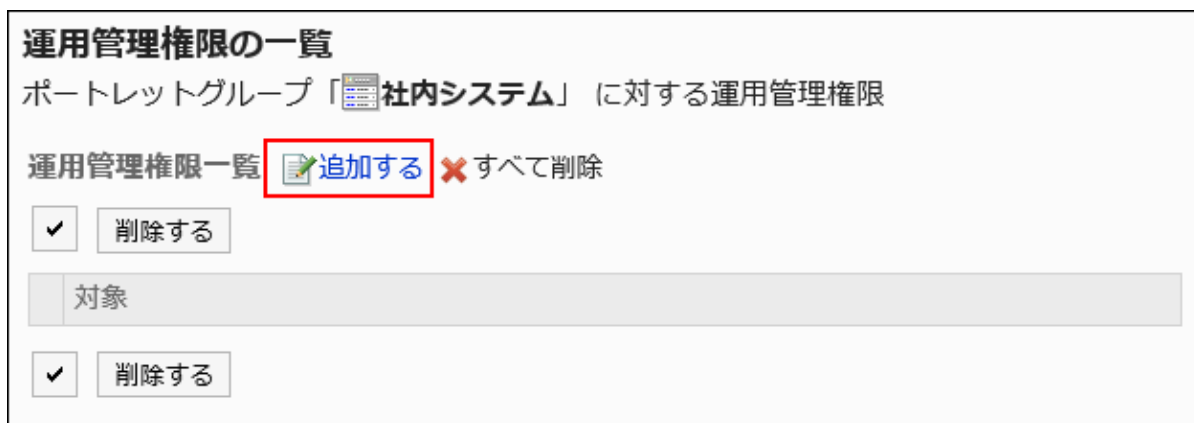 運用管理権限の一覧
ポートレットグループ「社内システム」 に対する運用管理権限
運用管理権限一覧 追加する すべて削除
削除する
対象
削除する